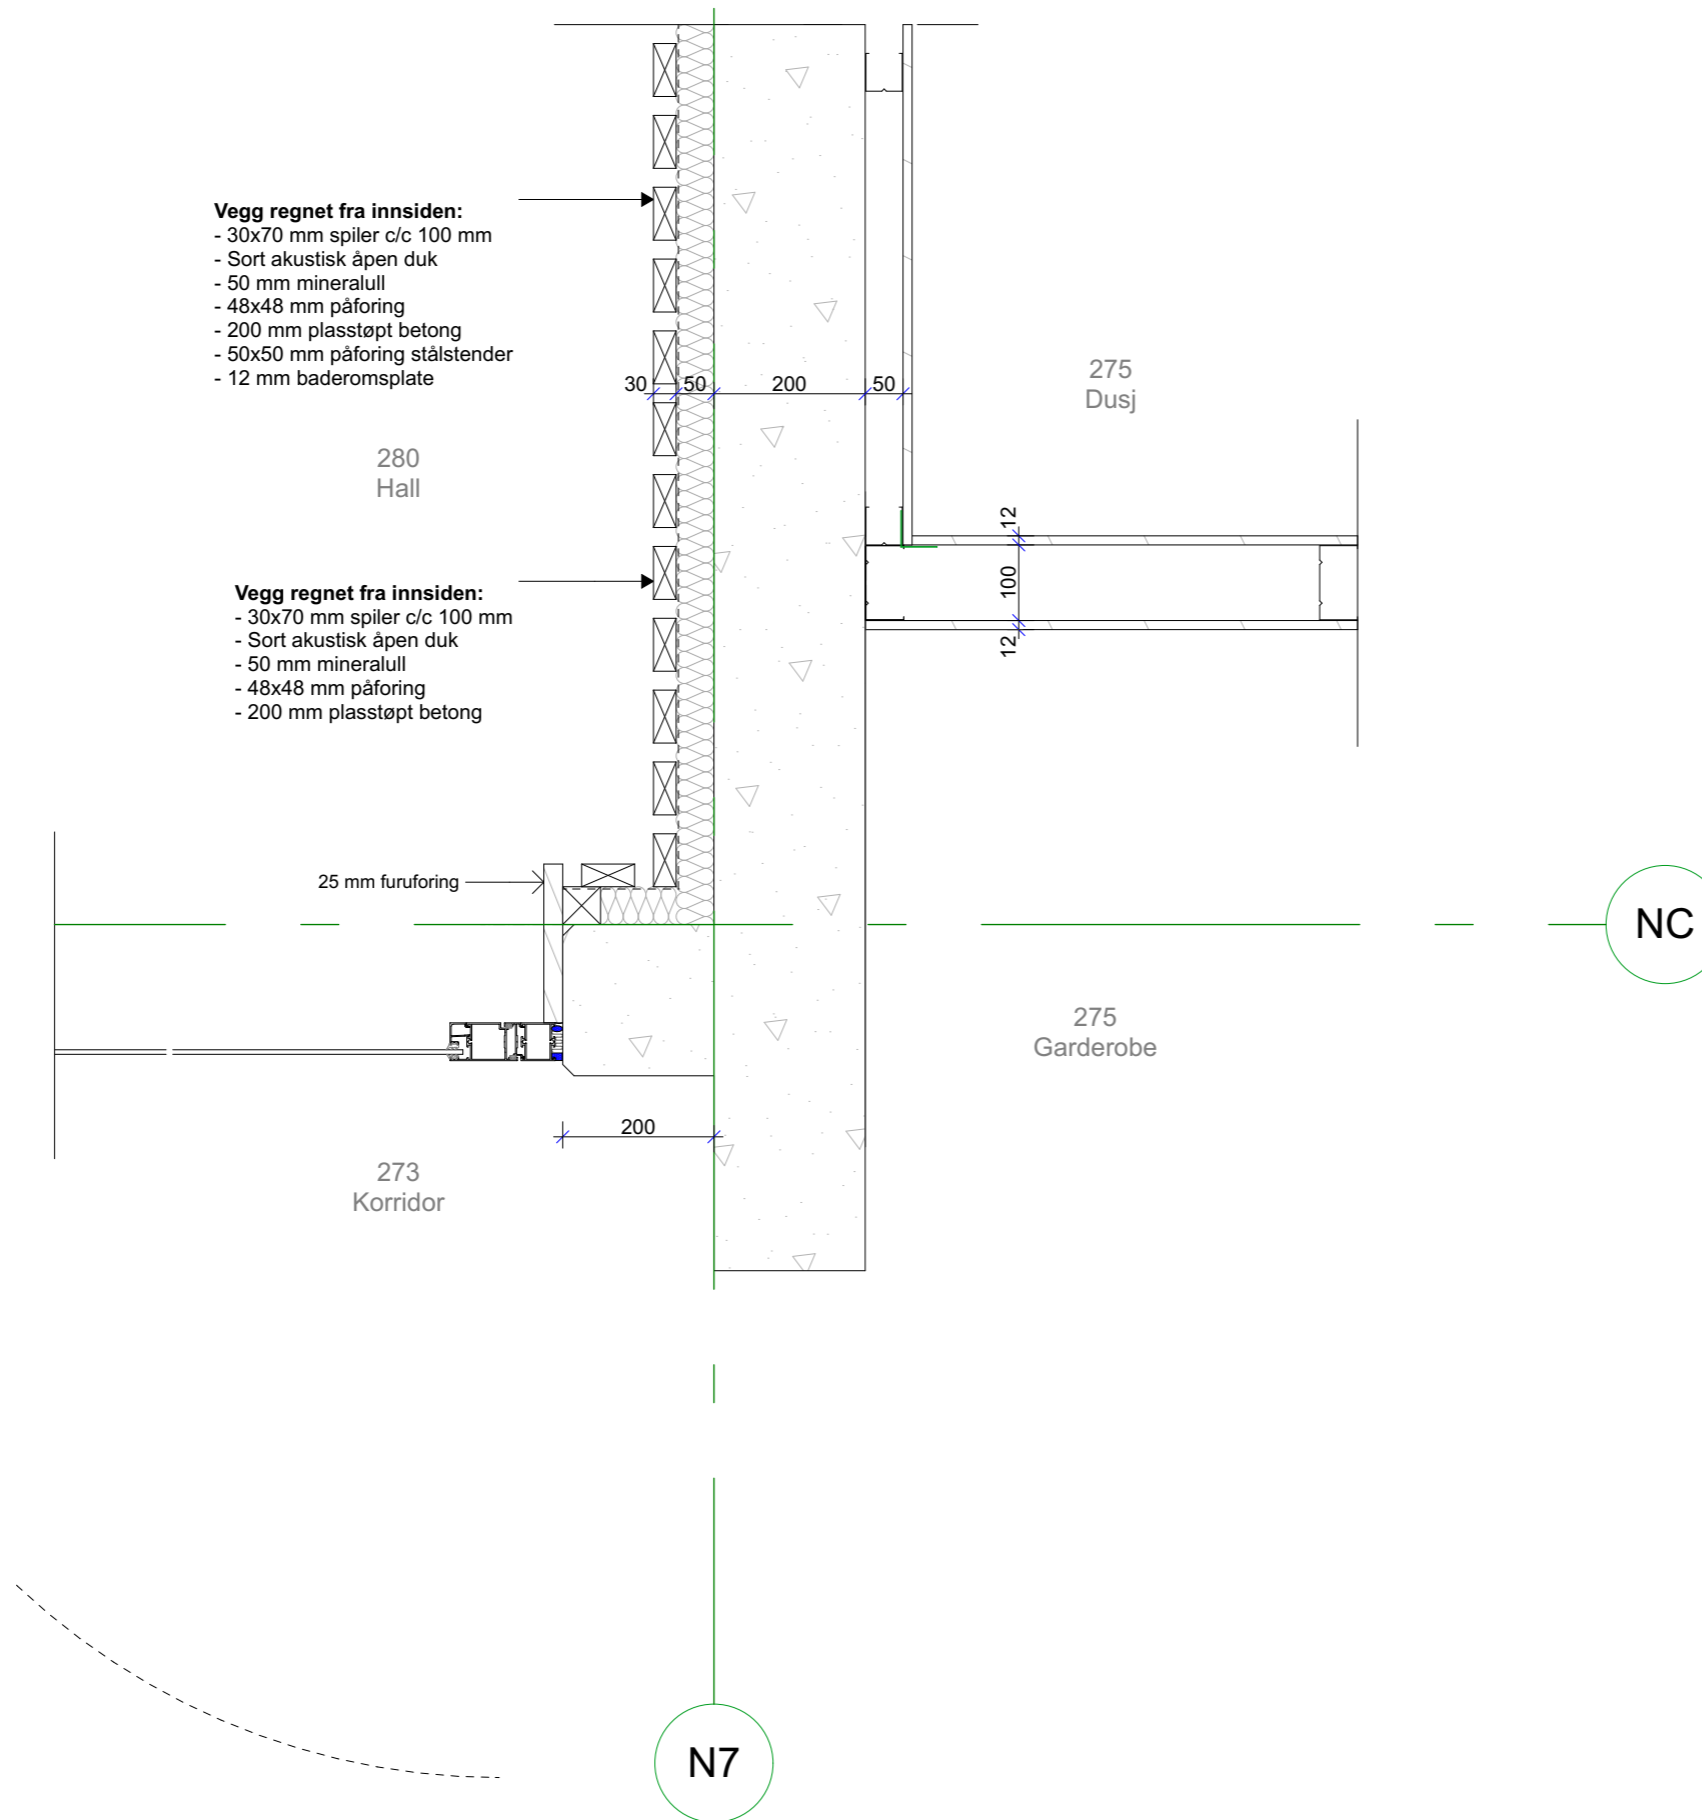 Vegg regnet fra innsiden:
- 30x70 mm spiler c/c 100 mm
- Sort akustisk åpen duk
- 50 mm mineralull
- 48x48 mm påforing
- 200 mm plasstøpt betong
- 50x50 mm påforing stålstender
- 12 mm baderomsplate
30
50
200
50
275
Dusj
280
Hall
12
100
12
Vegg regnet fra innsiden:
- 30x70 mm spiler c/c 100 mm
- Sort akustisk åpen duk
- 50 mm mineralull
- 48x48 mm påforing
- 200 mm plasstøpt betong
25 mm furuforing
NC
275
Garderobe
200
273
Korridor
N7